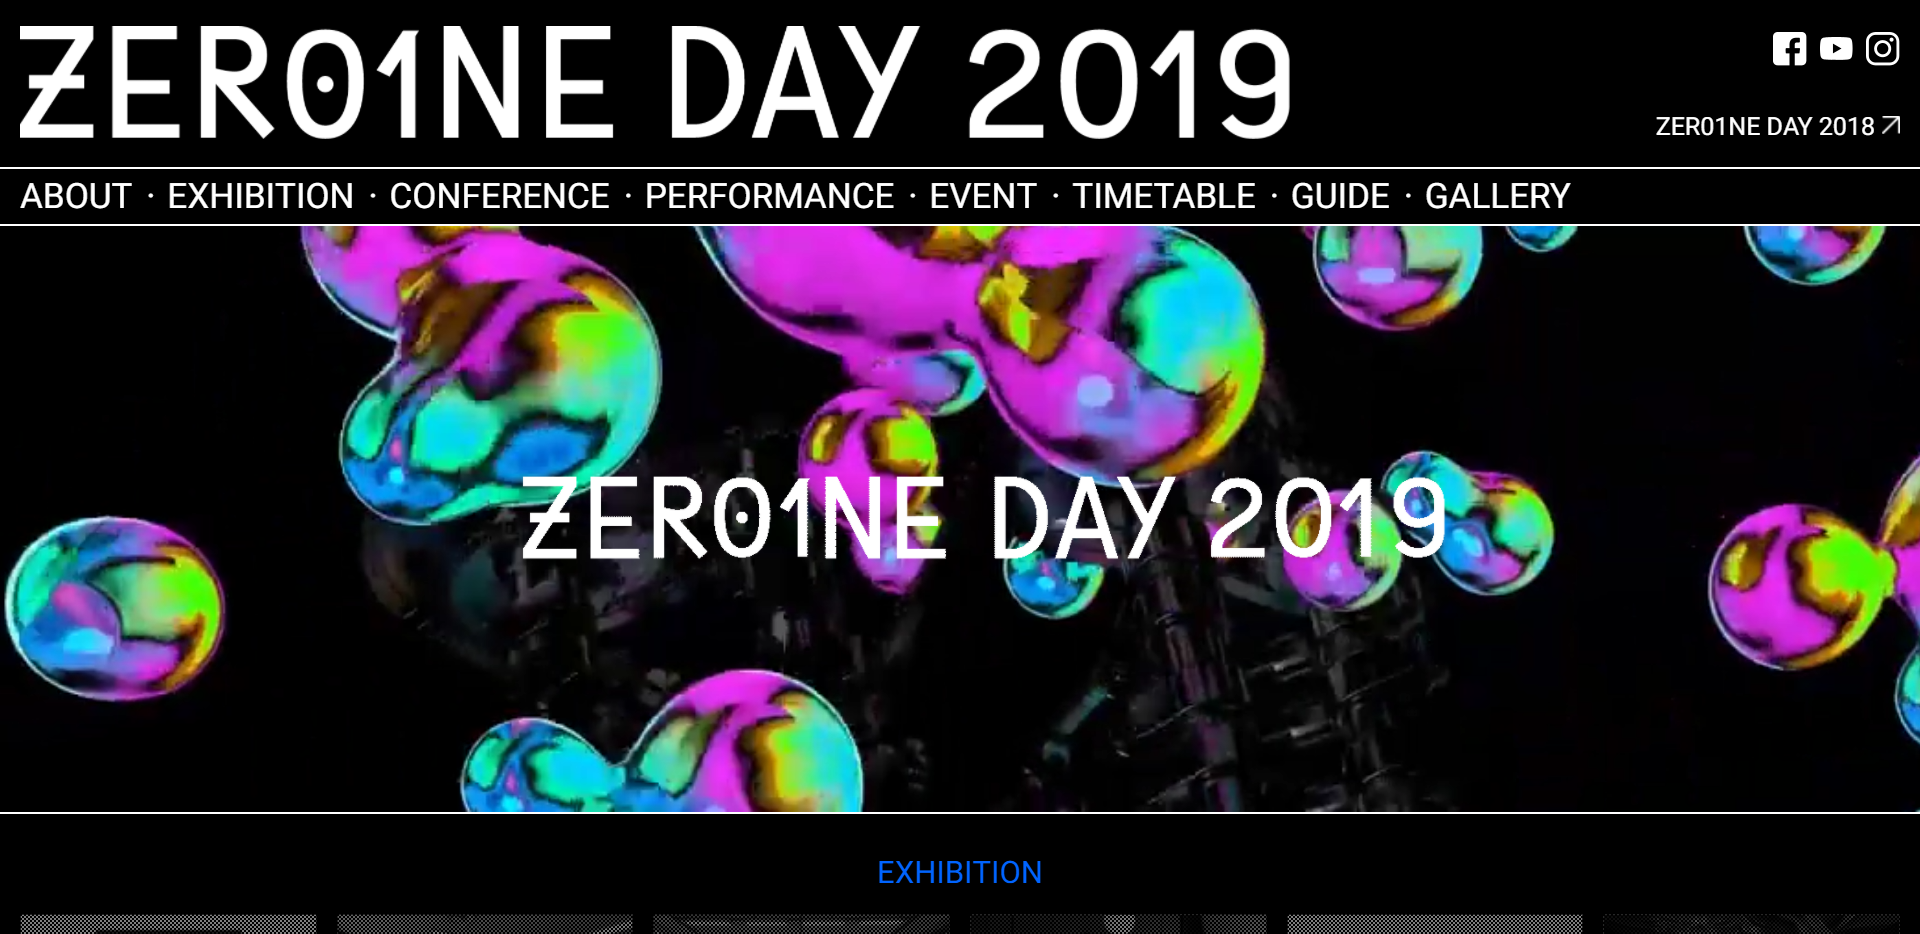 ZER01NE DAY 2019
ZER01NE DAY 2018
ABOUT · EXHIBITION · CONFERENCE · PERFORMANCE · EVENT · TIMETABLE · GUIDE · GALLERY
ZER01NE DAY 2019
EXHIBITION